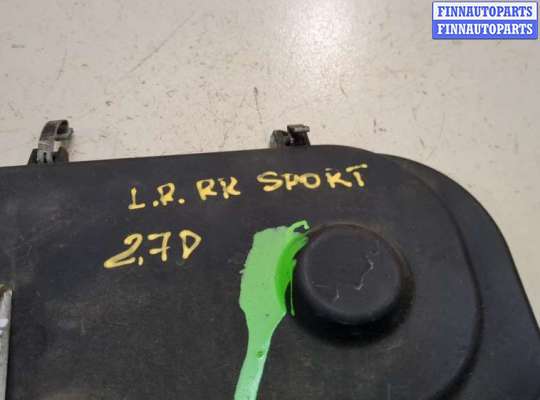 FINNAUTOPARTS
FINNAUTOPARTS
L.R. RR SPORT
2,7D